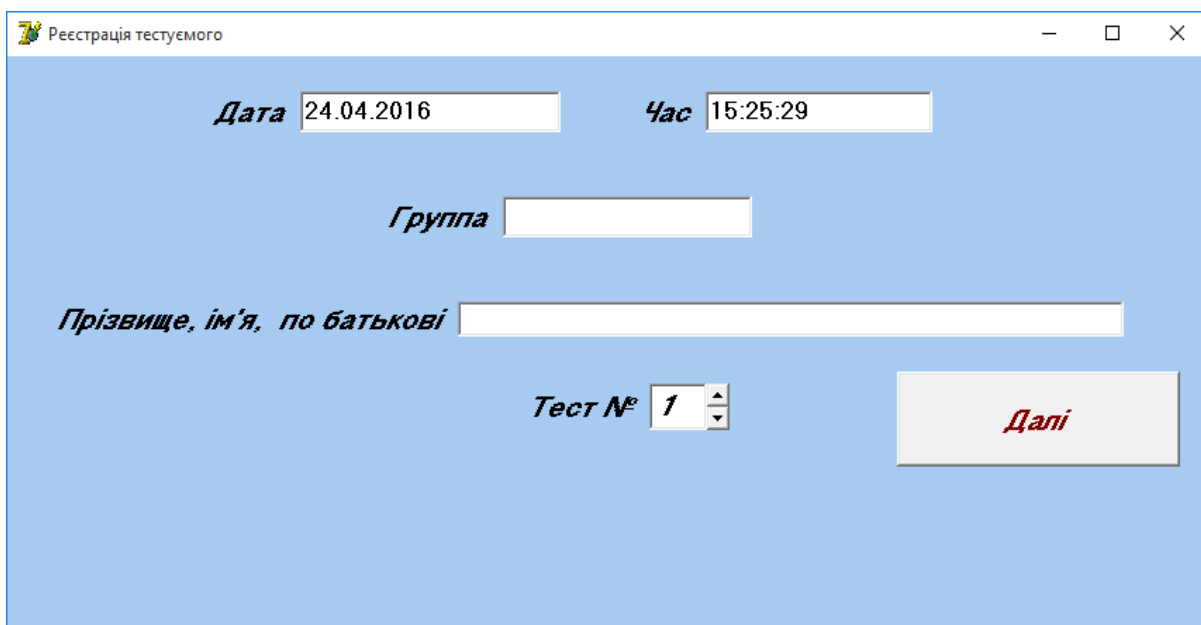 Реєстрація тестуємого
Дата 24.04.2016 Час 15:25:29
Группа
Прізвище, ім'я, по батькові
Тест № 1
Далі